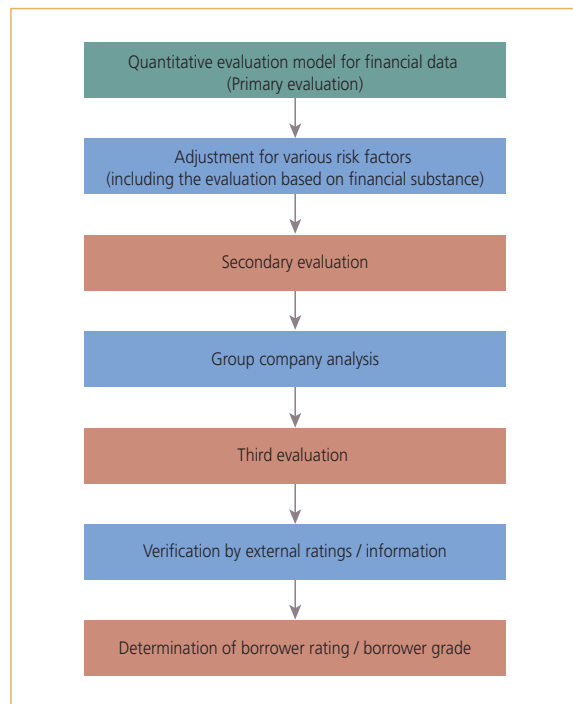 Quantitative evaluation model for financial data
(Primary evaluation)
Adjustment for various risk factors
(including the evaluation based on financial substance)
Secondary evaluation
Group company analysis
Third evaluation
Verification by external ratings / information
Determination of borrower rating / borrower grade